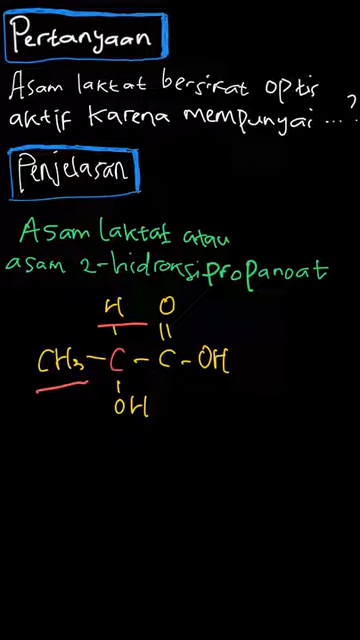 Pertanyaan
Asam laktat bersifat optis
aktif karena mempunyai ....?
Penjelasan
Asam laktat atau
asam 2-hidroksipropanoat
H O
CH₃ - C - C - OH
OH